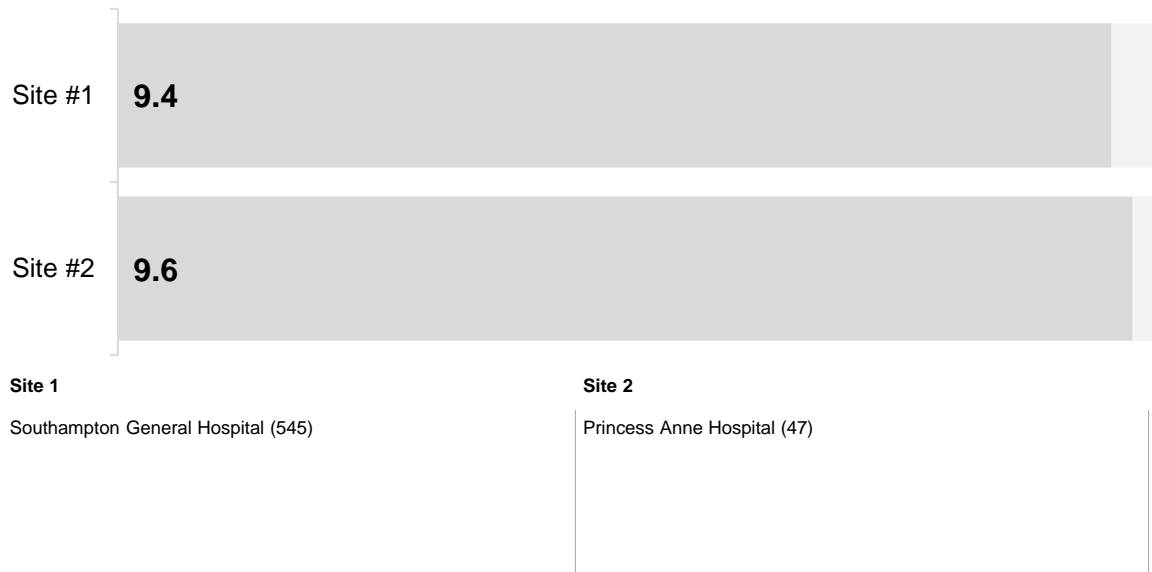 Site #1 9.4
Site #2 9.6
Site 1 Site 2
Southampton General Hospital (545) Princess Anne Hospital (47)